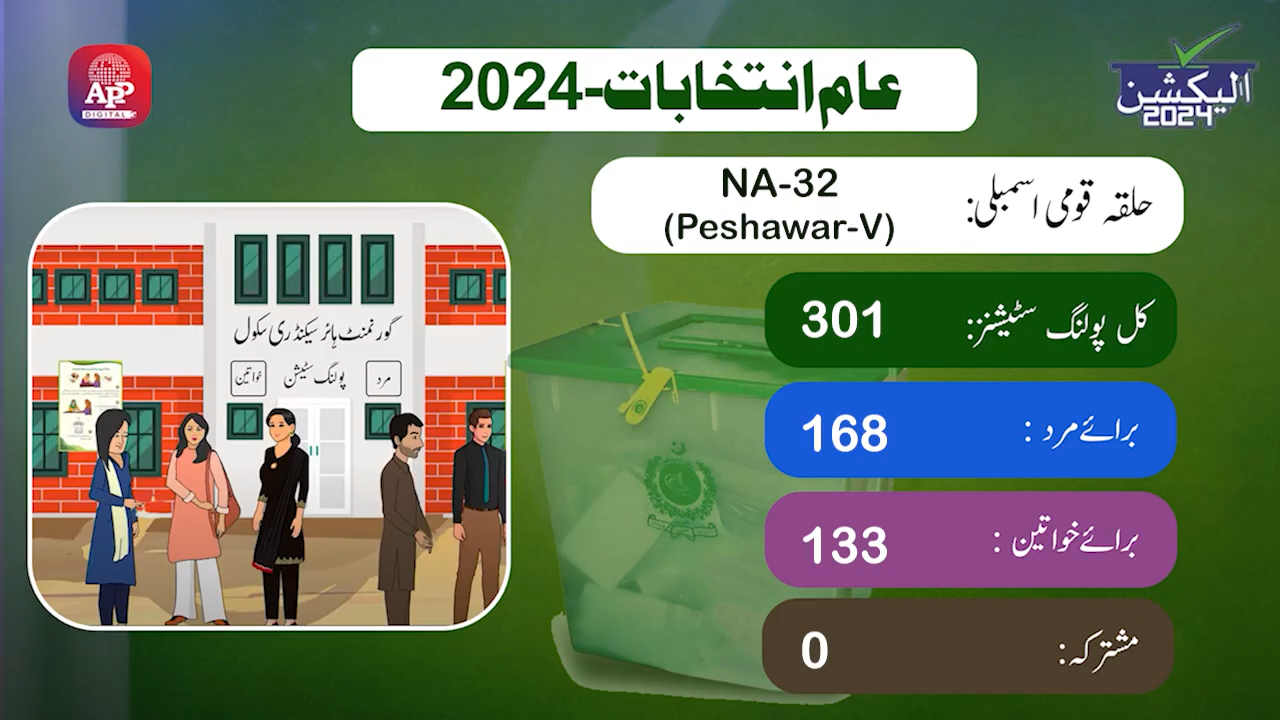 APP
DIGITAL
عام انتخابات-2024
الیکشن
2024
حلقہ قومی اسمبلی: NA-32
(Peshawar-V)
کل پولنگ سٹیشنز: 301
برائے مرد : 168
برائے خواتین : 133
مشترکہ: 0
گورنمنٹ ہائر سیکنڈری سکول
مرد پولنگ سٹیشن خواتین